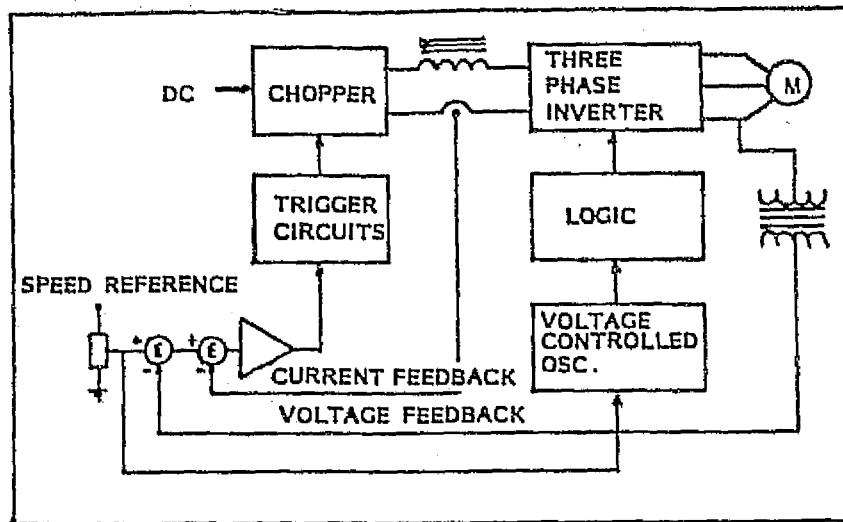 DC
CHOPPER
THREE
PHASE
INVERTER
M
TRIGGER
CIRCUITS
LOGIC
SPEED REFERENCE
VOLTAGE
CONTROLLED
OSC.
+
-
E
+
-
E
CURRENT FEEDBACK
VOLTAGE FEEDBACK